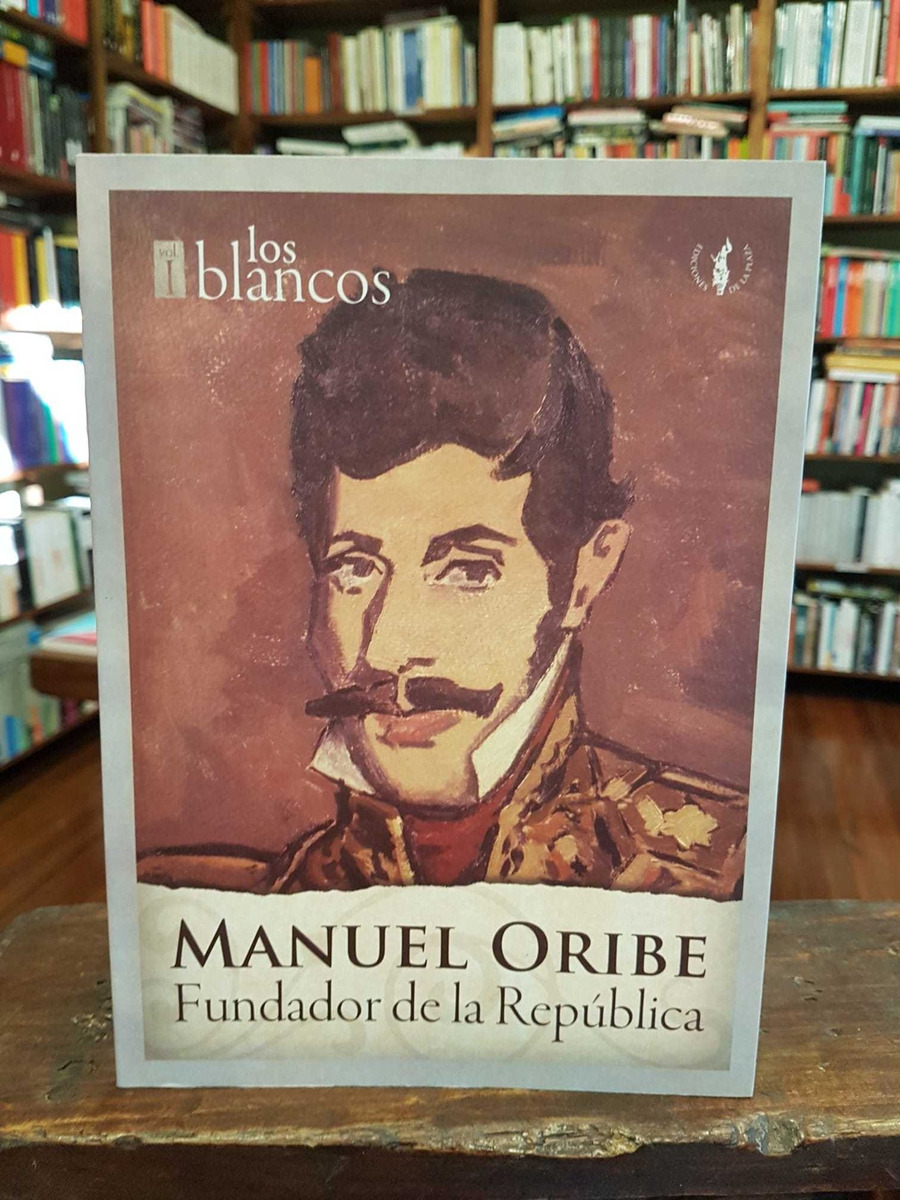 vol.
I
los
blancos
EDICIONES
DE LA PLAZA
MANUEL ORIBE
Fundador de la República